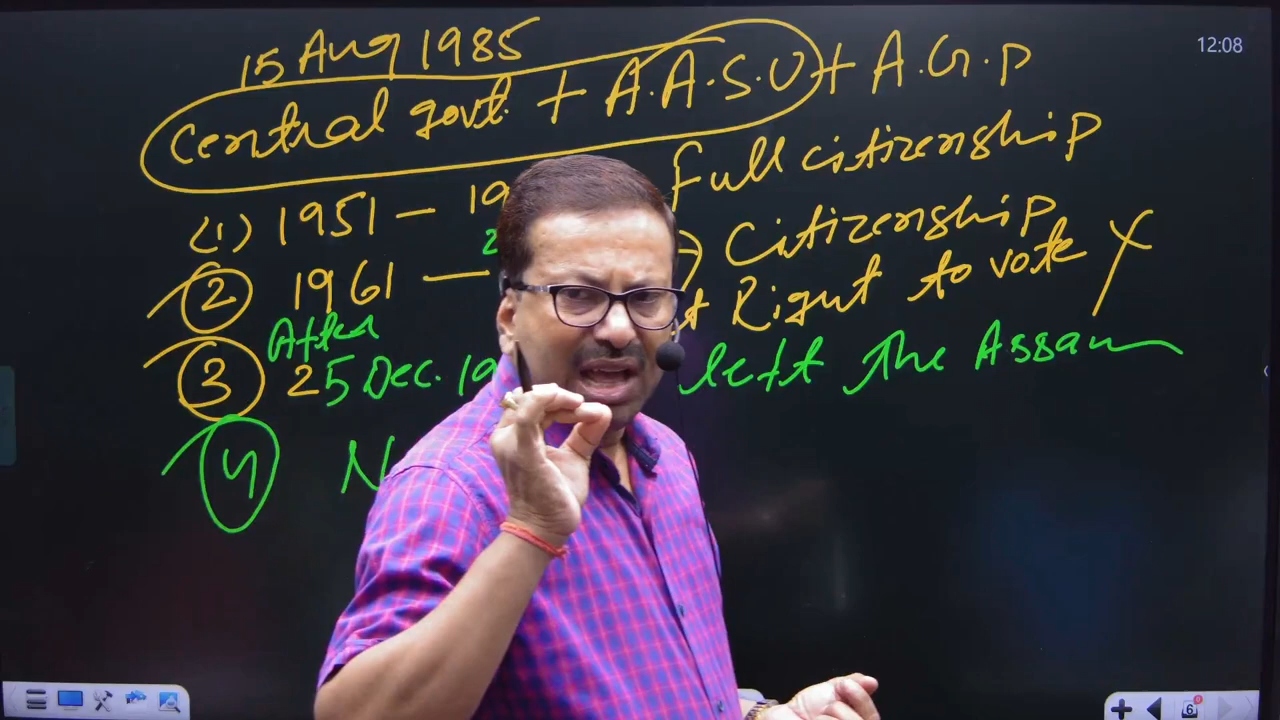 12:08
15 Aug 1985
Central govt. + A.A.S.U + A.G.P
(1) 1951 — 19 Full citizenship
2 1961 — Citizenship
Right to vote X
After
3 25 Dec. 19 left the Assam
4 N
6